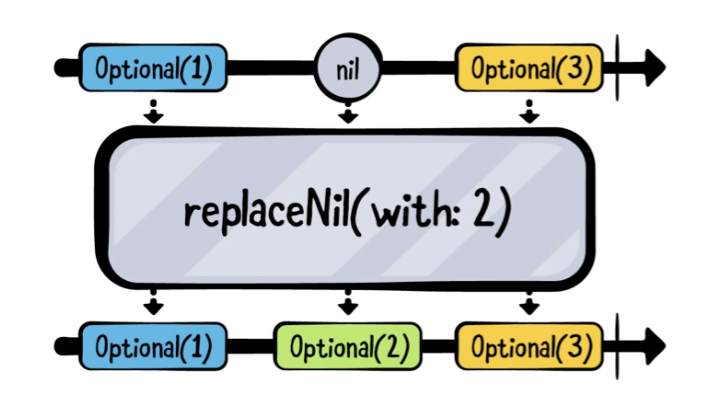 Optional(1) nil Optional(3)
replaceNil(with: 2)
Optional(1) Optional(2) Optional(3)